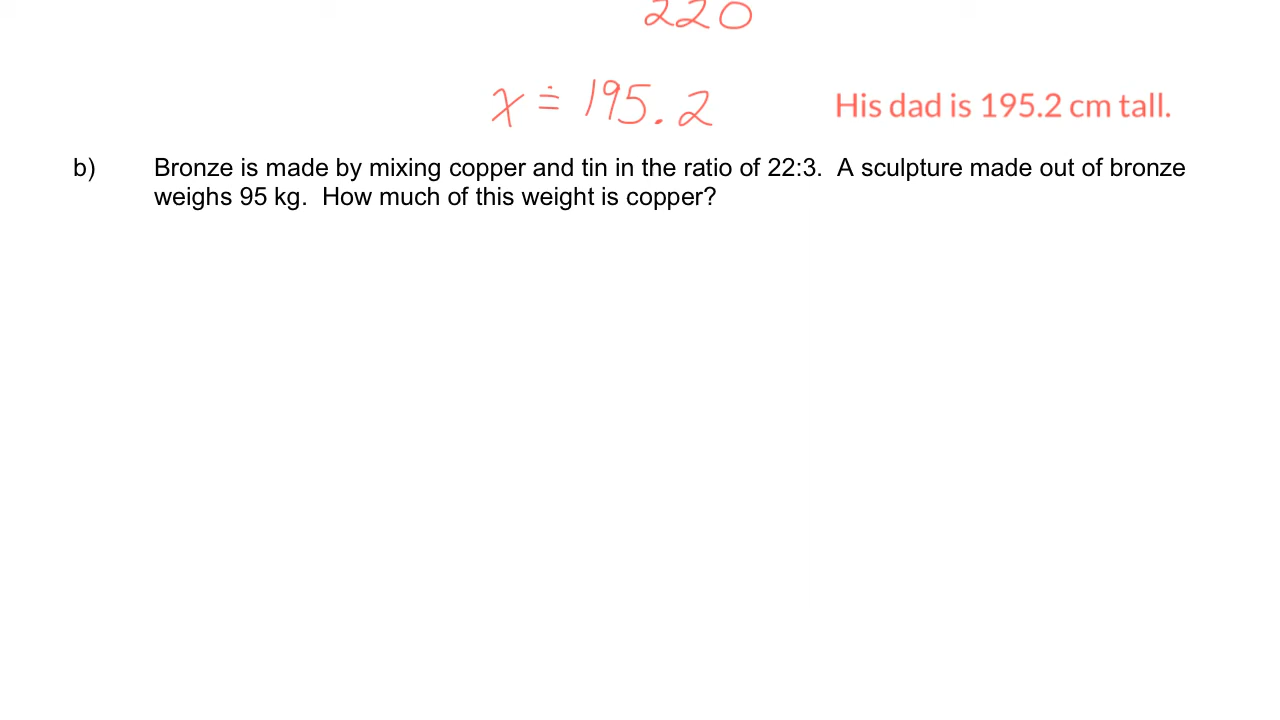 220
x ≐ 195.2
His dad is 195.2 cm tall.
b) Bronze is made by mixing copper and tin in the ratio of 22:3. A sculpture made out of bronze
weighs 95 kg. How much of this weight is copper?